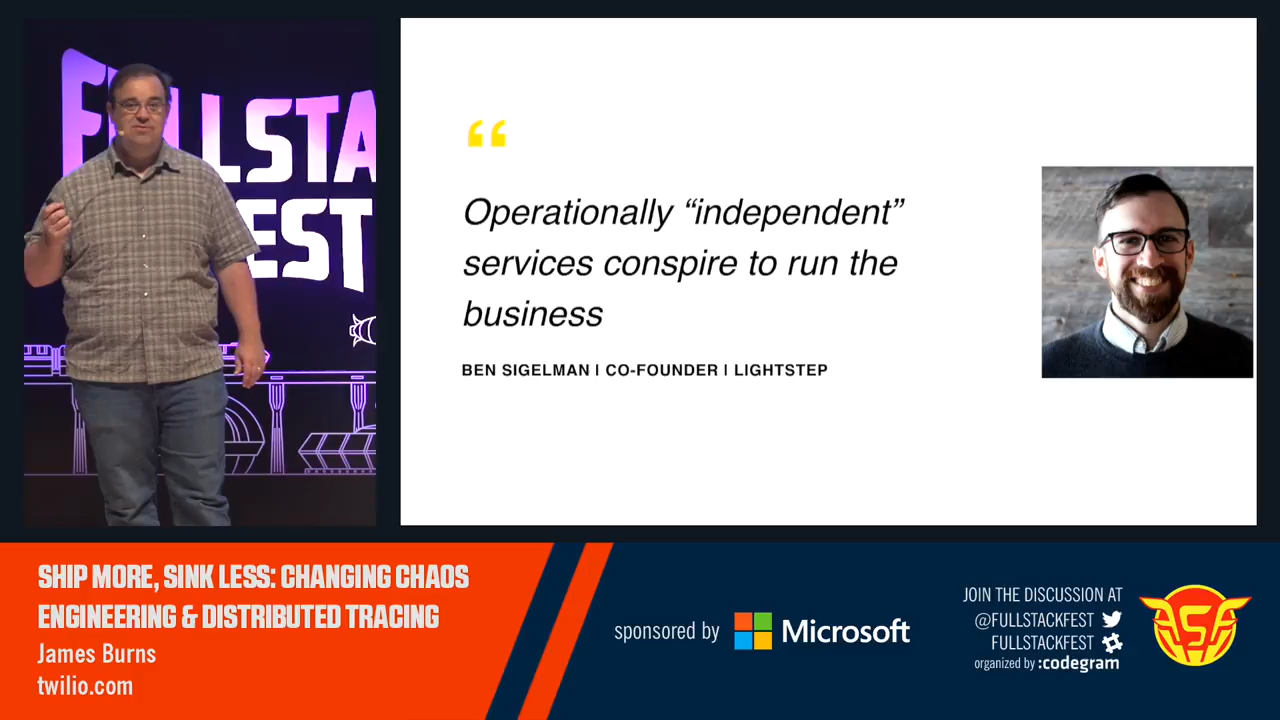 FULLSTA
FEST
“
Operationally “independent”
services conspire to run the
business
BEN SIGELMAN | CO-FOUNDER | LIGHTSTEP
SHIP MORE, SINK LESS: CHANGING CHAOS
ENGINEERING & DISTRIBUTED TRACING
James Burns
twilio.com
sponsored by Microsoft
JOIN THE DISCUSSION AT
@FULLSTACKFEST
FULLSTACKFEST
organized by :codegram
FSF